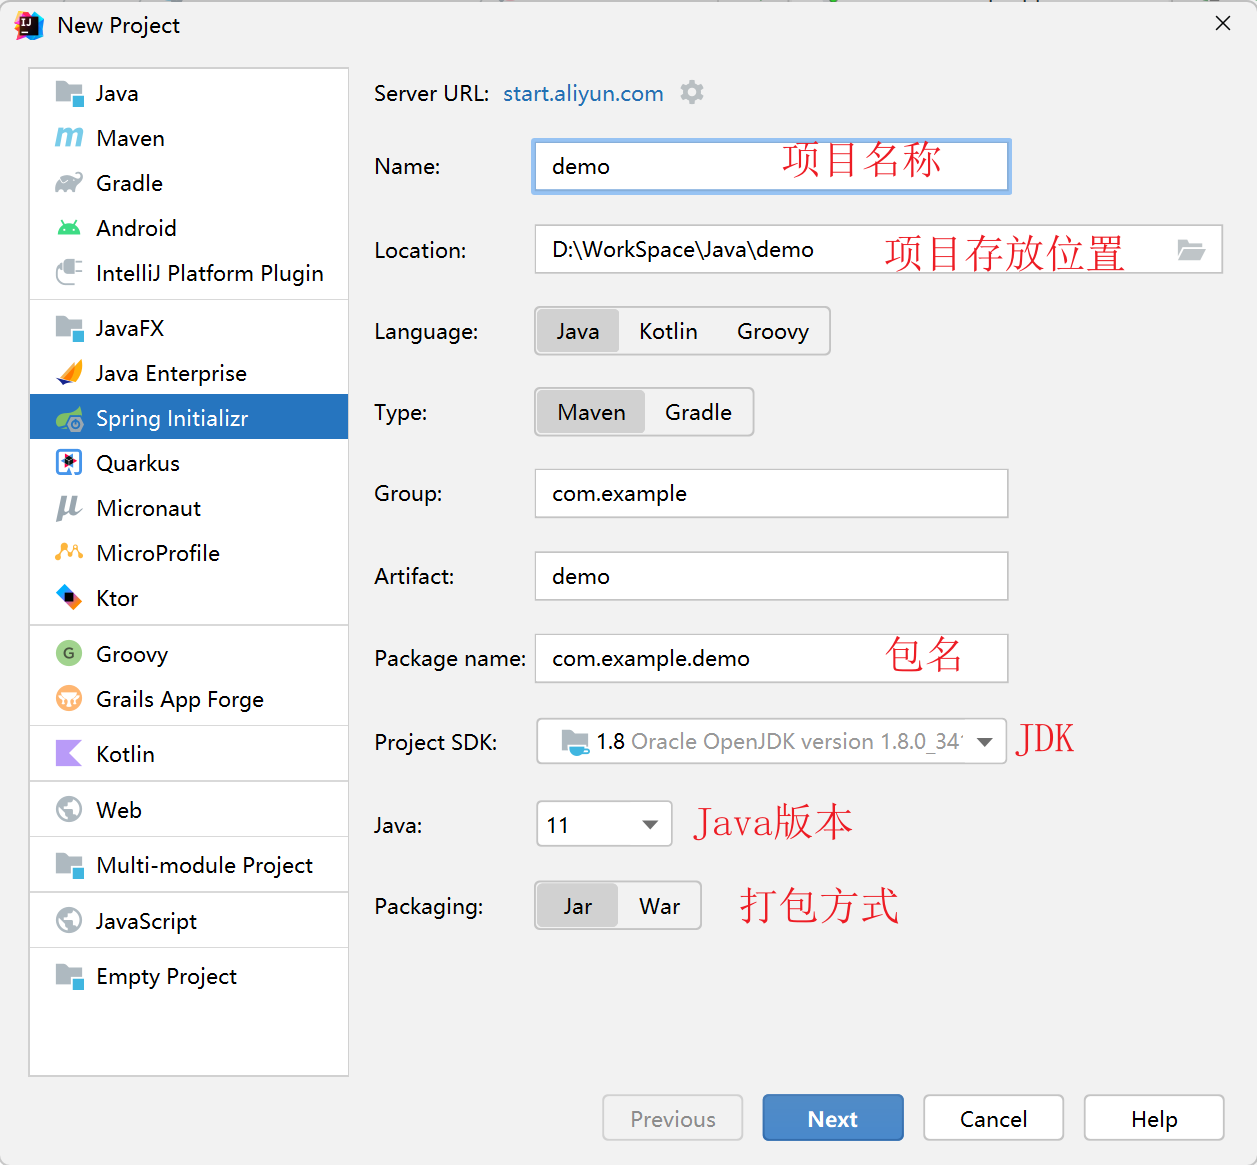 New Project
Java
Maven
Gradle
Android
IntelliJ Platform Plugin
JavaFX
Java Enterprise
Spring Initializr
Quarkus
Micronaut
MicroProfile
Ktor
Groovy
Grails App Forge
Kotlin
Web
Multi-module Project
JavaScript
Empty Project
Server URL: start.aliyun.com
Name: demo 项目名称
Location: D:\WorkSpace\Java\demo 项目存放位置
Language: Java Kotlin Groovy
Type: Maven Gradle
Group: com.example
Artifact: demo
Package name: com.example.demo 包名
Project SDK: 1.8 Oracle OpenJDK version 1.8.0_34 JDK
Java: 11 Java版本
Packaging: Jar War 打包方式
Previous Next Cancel Help